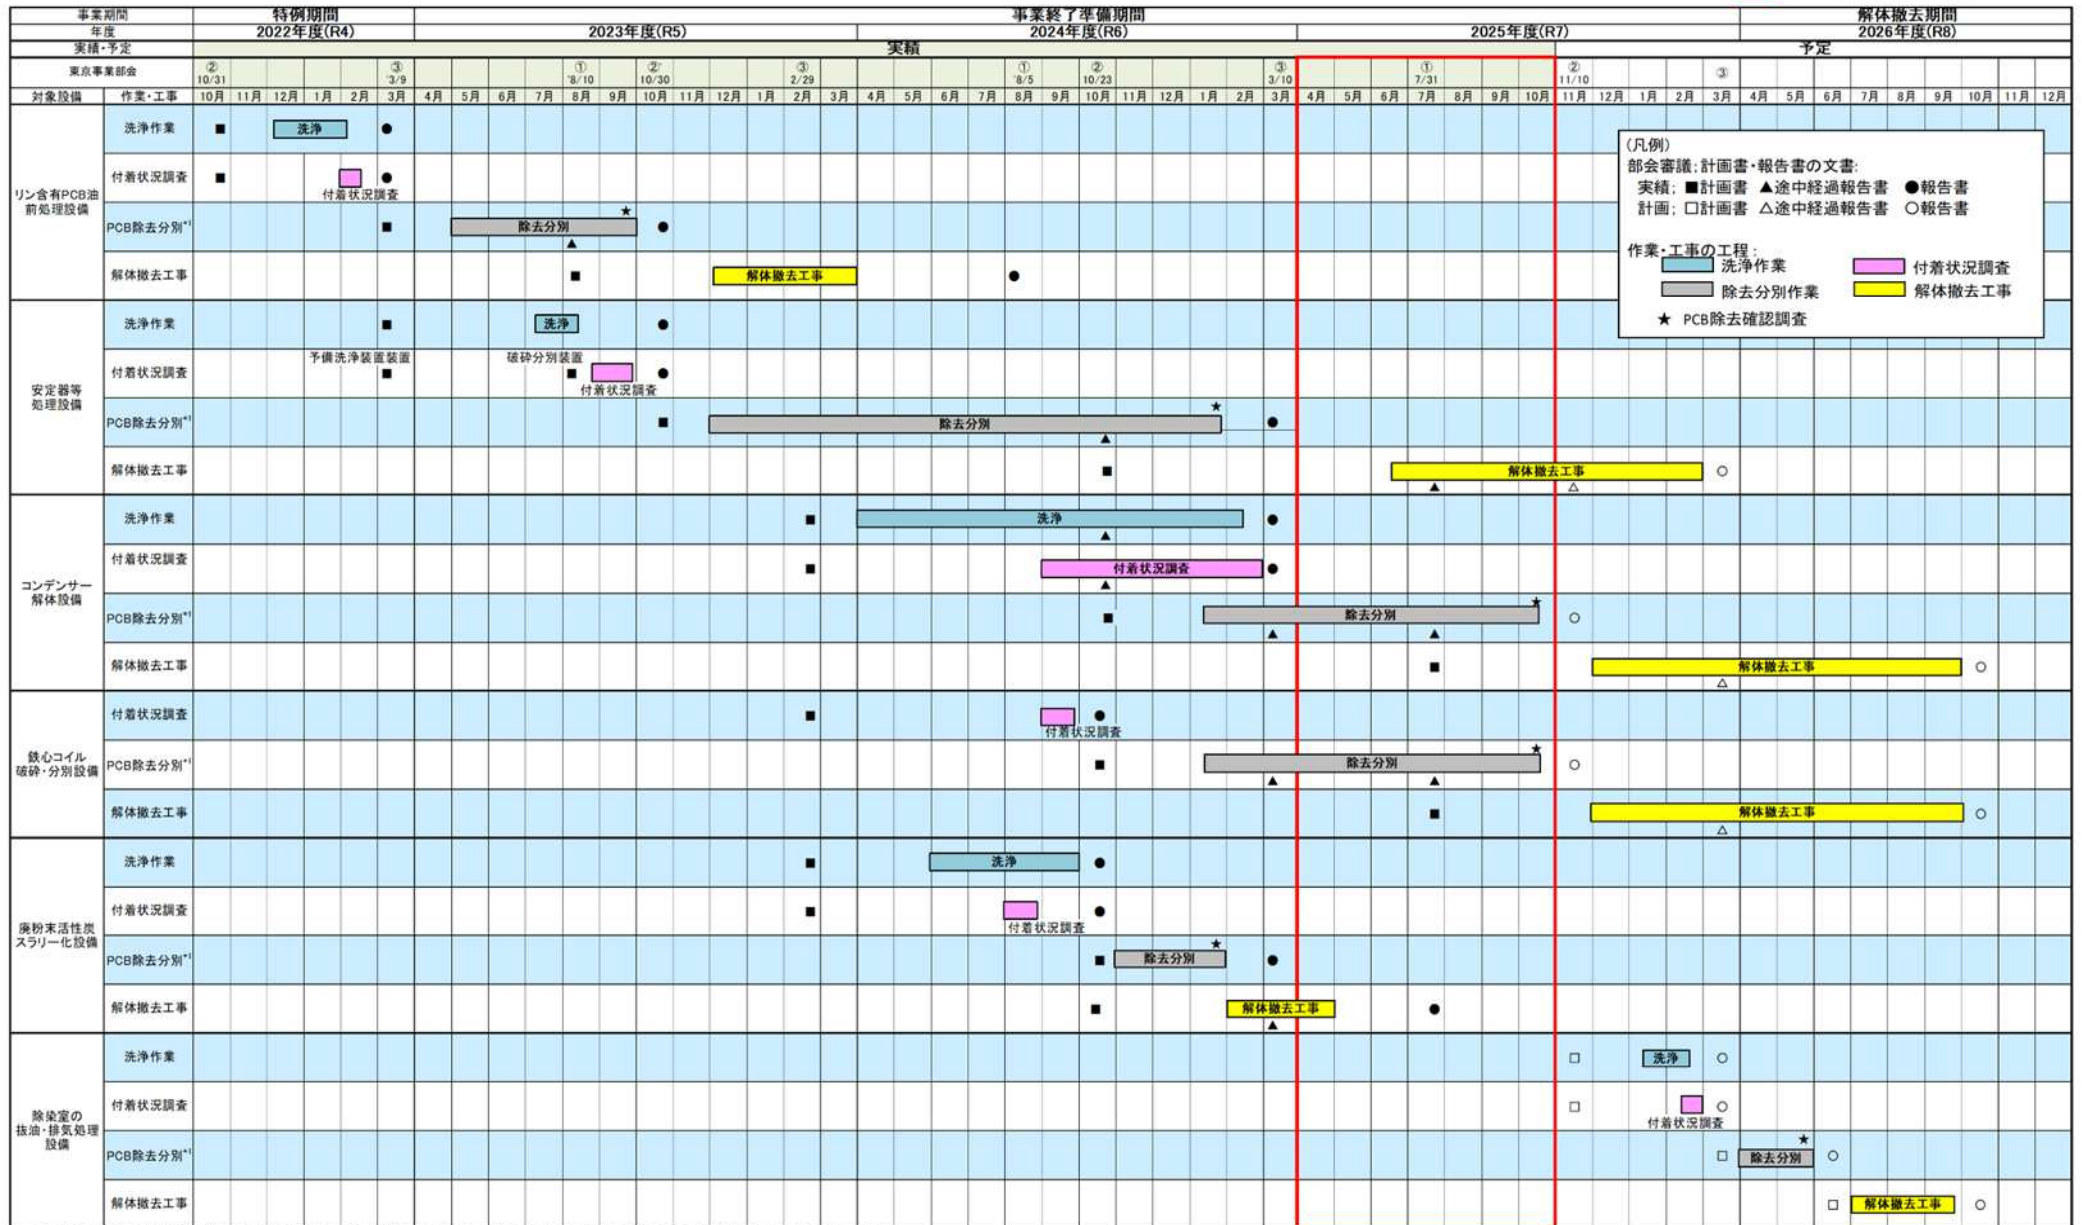 事業期間 特例期間 事業終了準備期間 解体撤去期間
年度 2022年度(R4) 2023年度(R5) 2024年度(R6) 2025年度(R7) 2026年度(R8)
実績・予定 実績 予定
東京事業部会 ② ③ ① ② ③ ① ② ③ ① ② ③
10/31 3/9 8/10 10/30 2/29 8/5 10/23 3/10 7/31 11/10
対象設備 作業・工事 10月 11月 12月 1月 2月 3月 4月 5月 6月 7月 8月 9月 10月 11月 12月 1月 2月 3月 4月 5月 6月 7月 8月 9月 10月 11月 12月 1月 2月 3月 4月 5月 6月 7月 8月 9月 10月 11月 12月 1月 2月 3月 4月 5月 6月 7月 8月 9月 10月 11月 12月
リン含有PCB油
前処理設備
洗浄作業 ■ 洗浄 ●
付着状況調査 ■ ●
付着状況調査
PCB除去分別*1 ■ 除去分別 ★ ▲ ●
解体撤去工事 ■ 解体撤去工事 ●
安定器等
処理設備
洗浄作業 ■ 洗浄 ●
予備洗浄装置装置 破砕分別装置
付着状況調査 ■ ■ ●
付着状況調査
PCB除去分別*1 ■ 除去分別 ★ ▲ ●
解体撤去工事 ■ 解体撤去工事 ▲ △ ○
コンデンサー
解体設備
洗浄作業 ■ 洗浄 ▲ ●
付着状況調査 ■ 付着状況調査 ▲ ●
PCB除去分別*1 ■ 除去分別 ★ ▲ ▲ ○
解体撤去工事 ■ 解体撤去工事 △ ○
鉄心コイル
破砕・分別設備
付着状況調査 ■ ●
付着状況調査
PCB除去分別*1 ■ 除去分別 ★ ▲ ▲ ○
解体撤去工事 ■ 解体撤去工事 △ ○
廃粉末活性炭
スラリー化設備
洗浄作業 ■ 洗浄 ●
付着状況調査 ■ ●
付着状況調査
PCB除去分別*1 ■ 除去分別 ★ ●
解体撤去工事 ■ 解体撤去工事 ▲ ●
除染室の
抜油・排気処理
設備
洗浄作業 □ 洗浄 ○
付着状況調査 □ ○
付着状況調査
PCB除去分別*1 □ 除去分別 ★ ○
解体撤去工事 □ 解体撤去工事 ○
(凡例)
部会審議;計画書・報告書の文書:
実績; ■計画書 ▲途中経過報告書 ●報告書
計画; □計画書 △途中経過報告書 ○報告書
作業・工事の工程:
洗浄作業 付着状況調査
除去分別作業 解体撤去工事
★ PCB除去確認調査